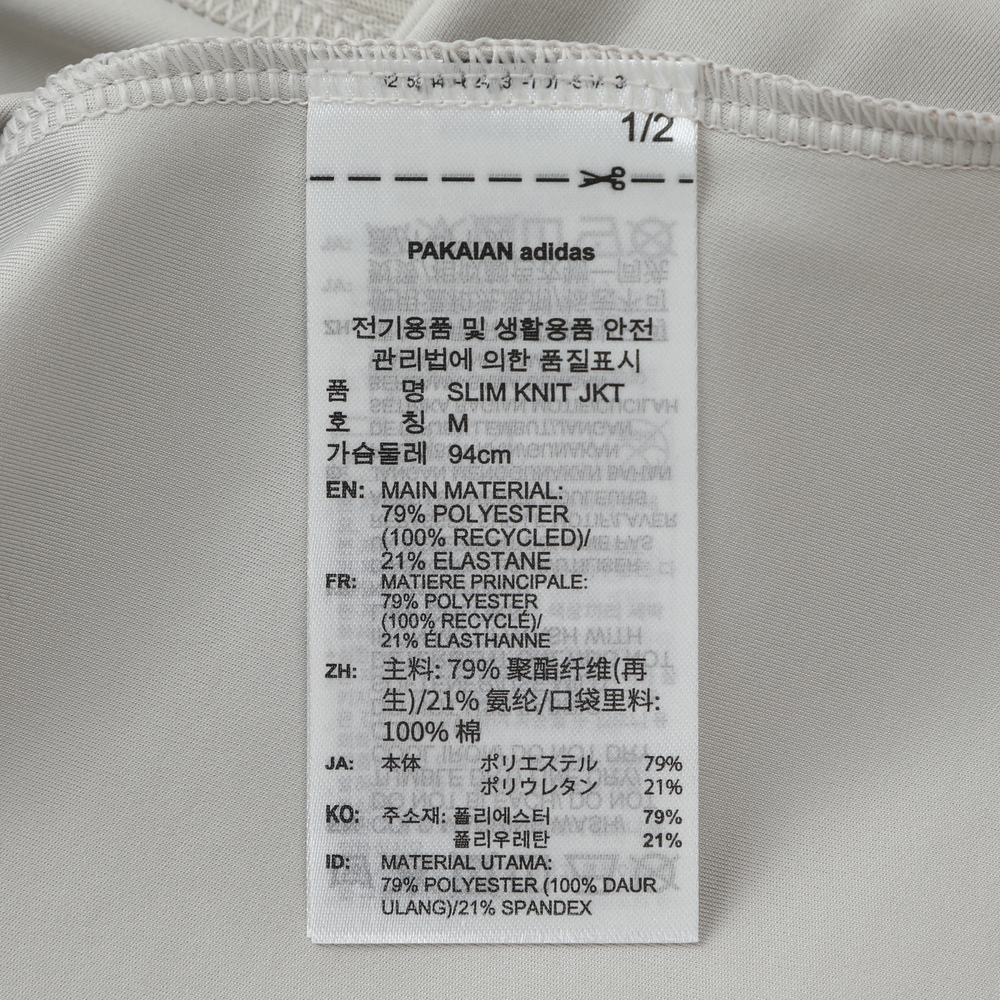 1/2
PAKAIAN adidas
전기용품 및 생활용품 안전
관리법에 의한 품질표시
품 명 SLIM KNIT JKT
호 칭 M
가슴둘레 94cm
EN: MAIN MATERIAL:
79% POLYESTER
(100% RECYCLED)/
21% ELASTANE
FR: MATIERE PRINCIPALE:
79% POLYESTER
(100% RECYCLÉ)/
21% ÉLASTHANNE
ZH: 主料: 79% 聚酯纤维(再
生)/21% 氨纶/口袋里料:
100% 棉
JA: 本体 ポリエステル 79%
ポリウレタン 21%
KO: 주소재: 폴리에스터 79%
폴리우레탄 21%
ID: MATERIAL UTAMA:
79% POLYESTER (100% DAUR
ULANG)/21% SPANDEX